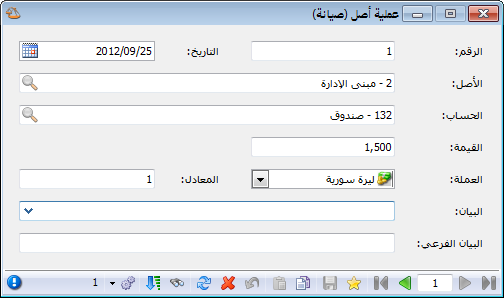 عملية أصل (صيانة)
الرقم: 1 التاريخ: 2012/09/25
الأصل: 2 - مبنى الإدارة
الحساب: 132 - صندوق
القيمة: 1,500
العملة: ليرة سورية المعادل: 1
البيان:
البيان الفرعي:
1 1